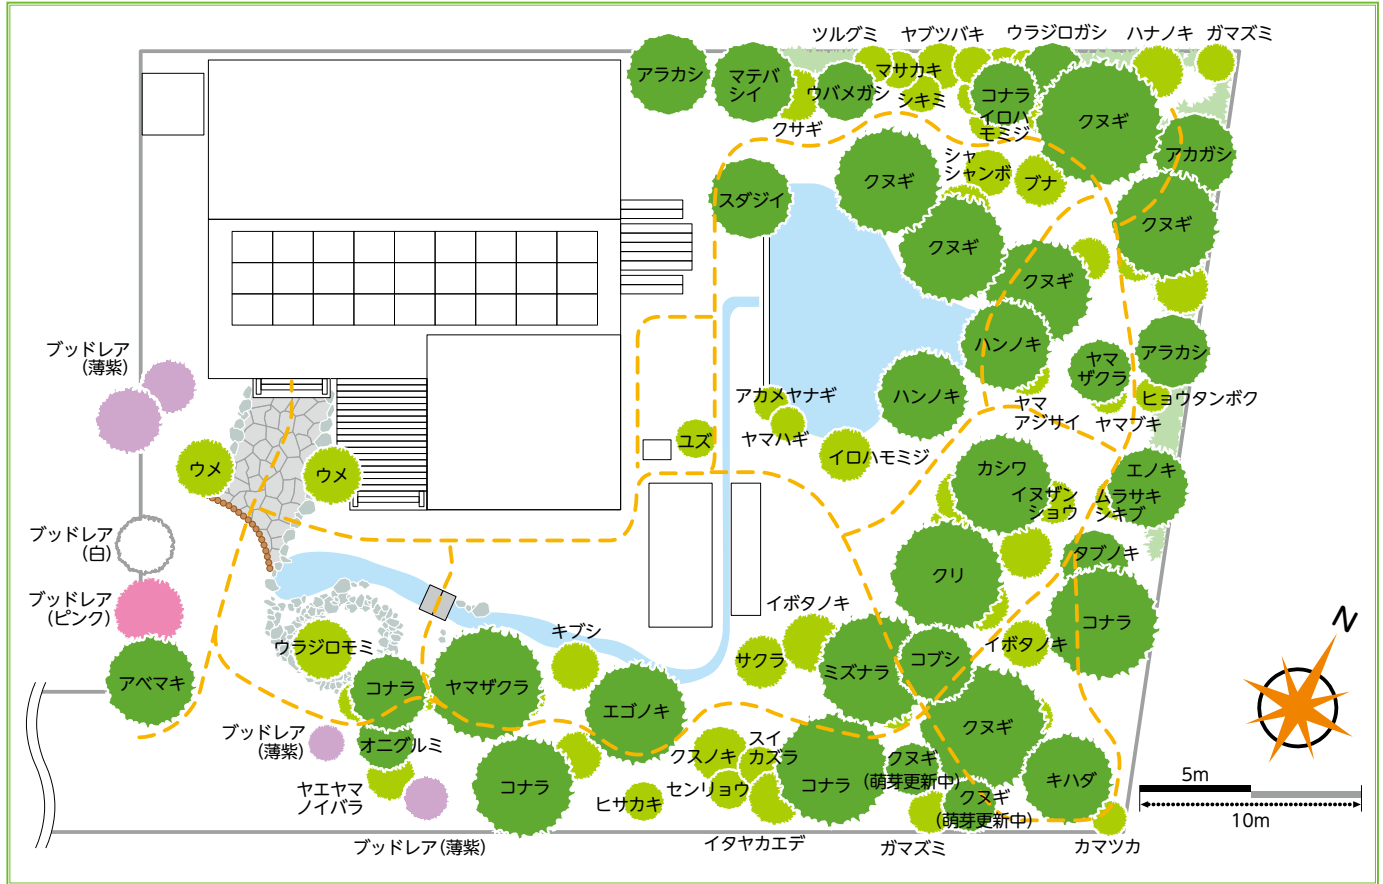 ツルグミ
ヤブツバキ
ウラジロガシ
ハナノキ
ガマズミ
アラカシ
マテバ
シイ
マサカキ
ウバメガシ
シキミ
コナラ
クヌギ
クサギ
イロハ
モミジ
アカガシ
シャ
シャンボ
ブナ
クヌギ
スダジイ
クヌギ
クヌギ
クヌギ
ハンノキ
ヤマ
ザクラ
アラカシ
ブッドレア
(薄紫)
アカメヤナギ
ハンノキ
ヤマ
アジサイ
ヤマブキ
ヒョウタンボク
ユズ
ヤマハギ
イロハモミジ
ウメ
ウメ
カシワ
イヌザン
ショウ
ムラサキ
シキブ
エノキ
ブッドレア
(白)
タブノキ
クリ
ブッドレア
(ピンク)
イボタノキ
コナラ
キブシ
ウラジロモミ
サクラ
ミズナラ
コブシ
イボタノキ
アベマキ
コナラ
ヤマザクラ
エゴノキ
クヌギ
ブッドレア
(薄紫)
オニグルミ
クスノキ
スイ
カズラ
コナラ
クヌギ
(萌芽更新中)
キハダ
ヤエヤマ
ノイバラ
コナラ
ヒサカキ
センリョウ
クヌギ
(萌芽更新中)
ブッドレア(薄紫)
イタヤカエデ
ガマズミ
カマツカ
N
5m
10m